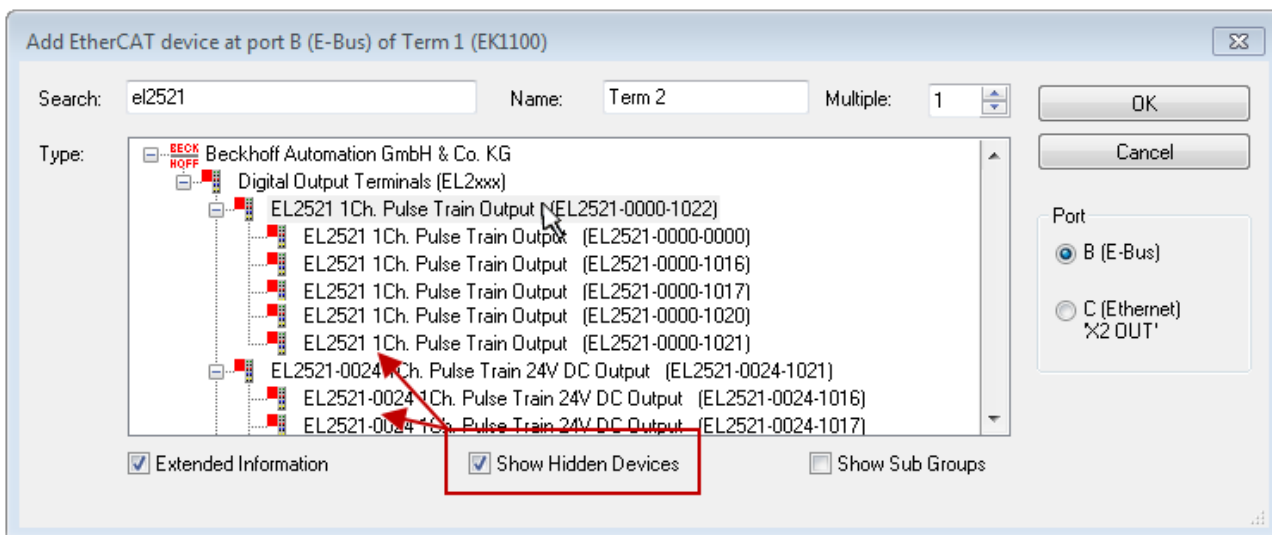 Add EtherCAT device at port B (E-Bus) of Term 1 (EK1100)
Search: el2521 Name: Term 2 Multiple: 1 OK
Type: Cancel
BECKHOFF Beckhoff Automation GmbH & Co. KG
Digital Output Terminals (EL2xxx)
EL2521 1Ch. Pulse Train Output (EL2521-0000-1022)
EL2521 1Ch. Pulse Train Output (EL2521-0000-0000)
EL2521 1Ch. Pulse Train Output (EL2521-0000-1016)
EL2521 1Ch. Pulse Train Output (EL2521-0000-1017)
EL2521 1Ch. Pulse Train Output (EL2521-0000-1020)
EL2521 1Ch. Pulse Train Output (EL2521-0000-1021)
EL2521-0024 1Ch. Pulse Train 24V DC Output (EL2521-0024-1021)
EL2521-0024 1Ch. Pulse Train 24V DC Output (EL2521-0024-1016)
EL2521-0024 1Ch. Pulse Train 24V DC Output (EL2521-0024-1017)
Port
B (E-Bus)
C (Ethernet)
'X2 OUT'
Extended Information Show Hidden Devices Show Sub Groups